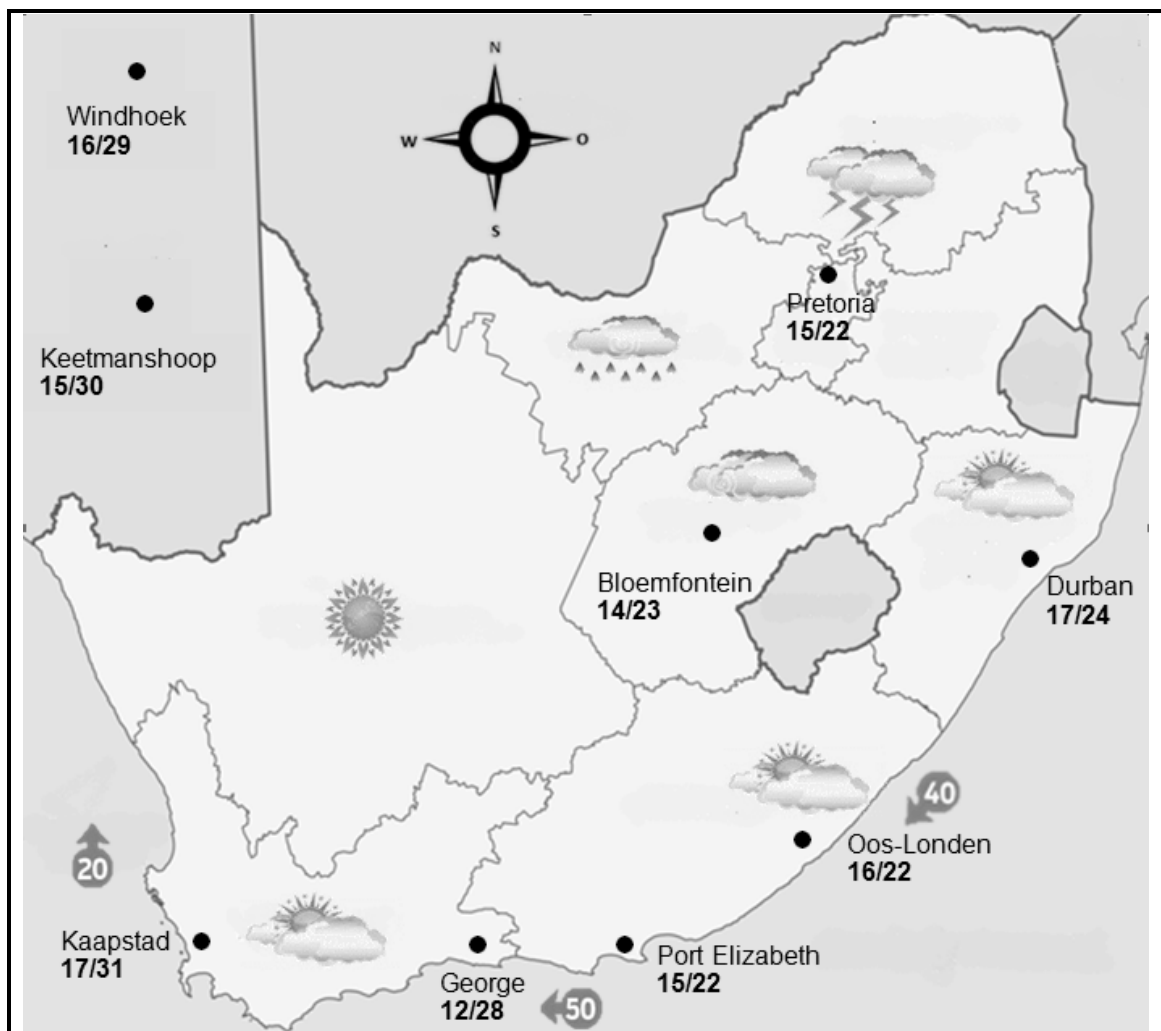 N
W
O
S
Windhoek
16/29
Keetmanshoop
15/30
Pretoria
15/22
Bloemfontein
14/23
Durban
17/24
40
Oos-Londen
16/22
20
Kaapstad
17/31
George
12/28
50
Port Elizabeth
15/22